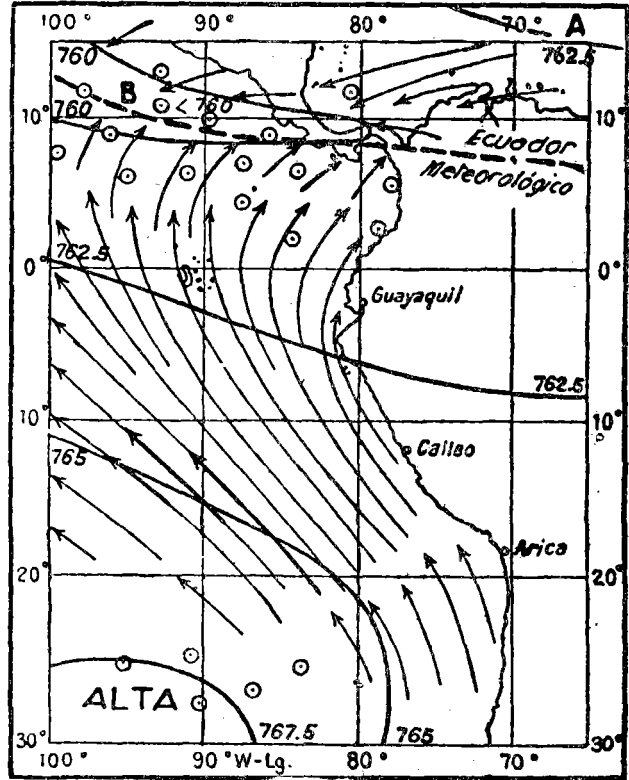 100° 90° 80° 70° A
760 762.5
B
760 < 760
10° 10°
Ecuador
Meteorológico
762.5
0° 0°
Guayaquil
762.5
10° 10°
765
Callao
Arica
20° 20°
ALTA
767.5 765
30° 30°
100° 90° W-Lg. 80° 70°